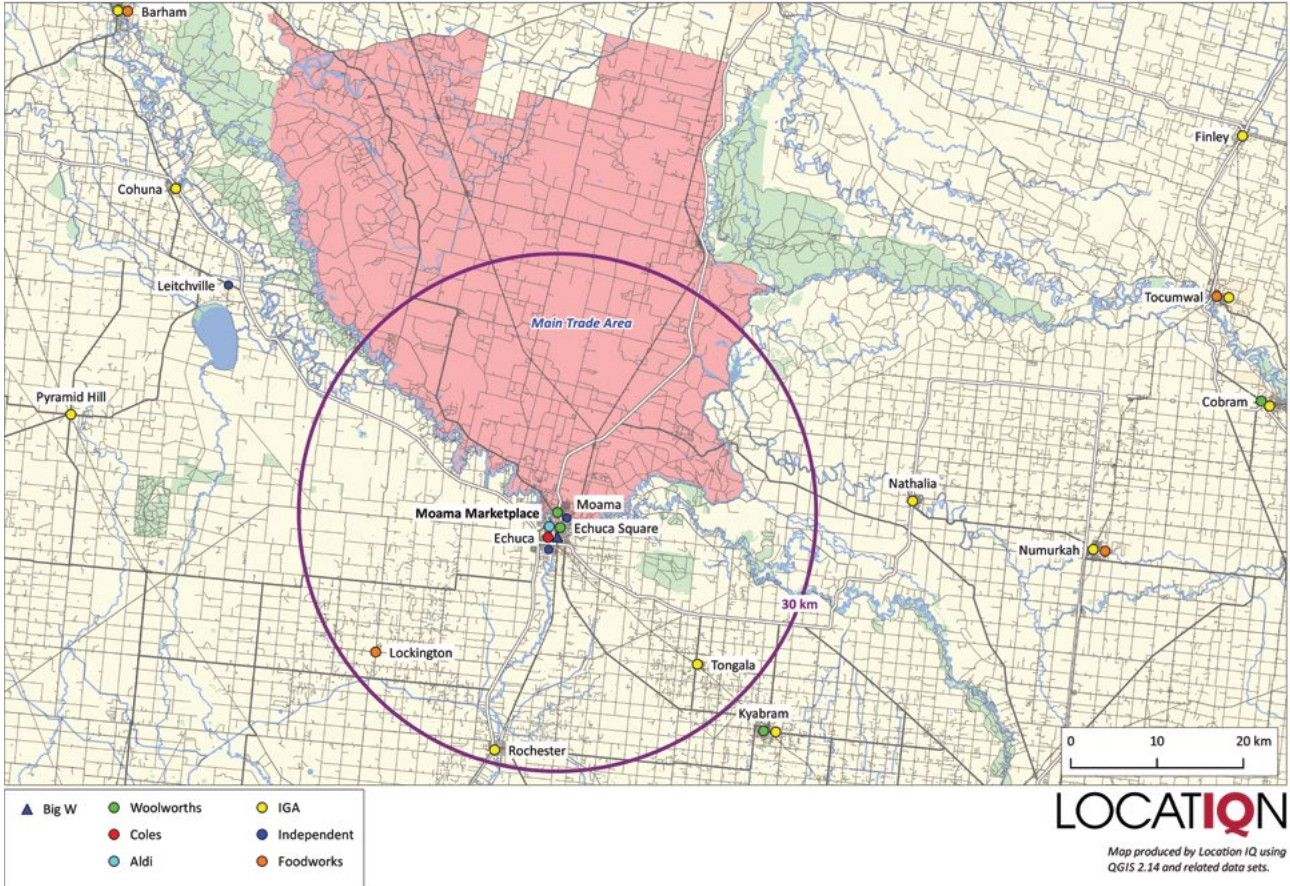 Barham
Finley
Cohuna
Leitchville
Main Trade Area
Tocumwal
Pyramid Hill
Cobram
Nathalia
Moama
Moama Marketplace
Echuca Square
Echuca
Numurkah
30 km
Lockington
Tongala
Kyabram
Rochester
0 10 20 km
Big W Woolworths IGA
Coles Independent
Aldi Foodworks
LOCATIQN
Map produced by Location IQ using
QGIS 2.14 and related data sets.